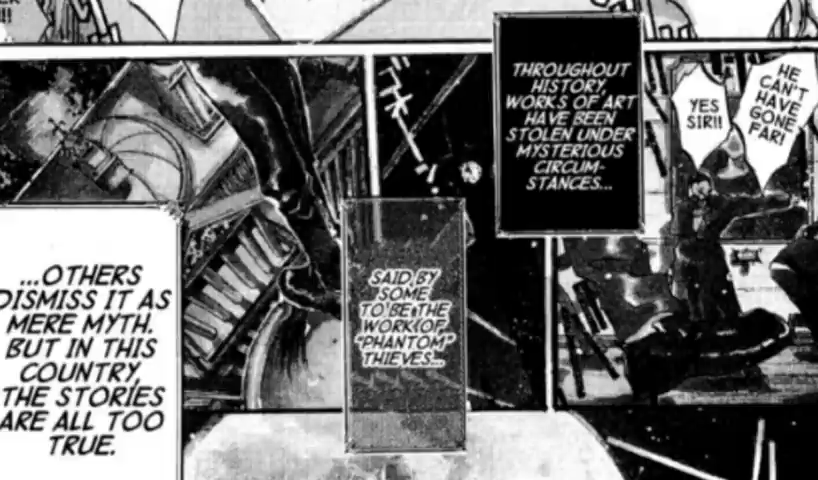 HE
CAN'T
HAVE
GONE
FAR!
YES
SIR!!
THROUGHOUT
HISTORY,
WORKS OF ART
HAVE BEEN
STOLEN UNDER
MYSTERIOUS
CIRCUM-
STANCES...
SAID BY
SOME
TO BE THE
WORK OF
"PHANTOM"
THIEVES...
...OTHERS
DISMISS IT AS
MERE MYTH.
BUT IN THIS
COUNTRY,
THE STORIES
ARE ALL TOO
TRUE.